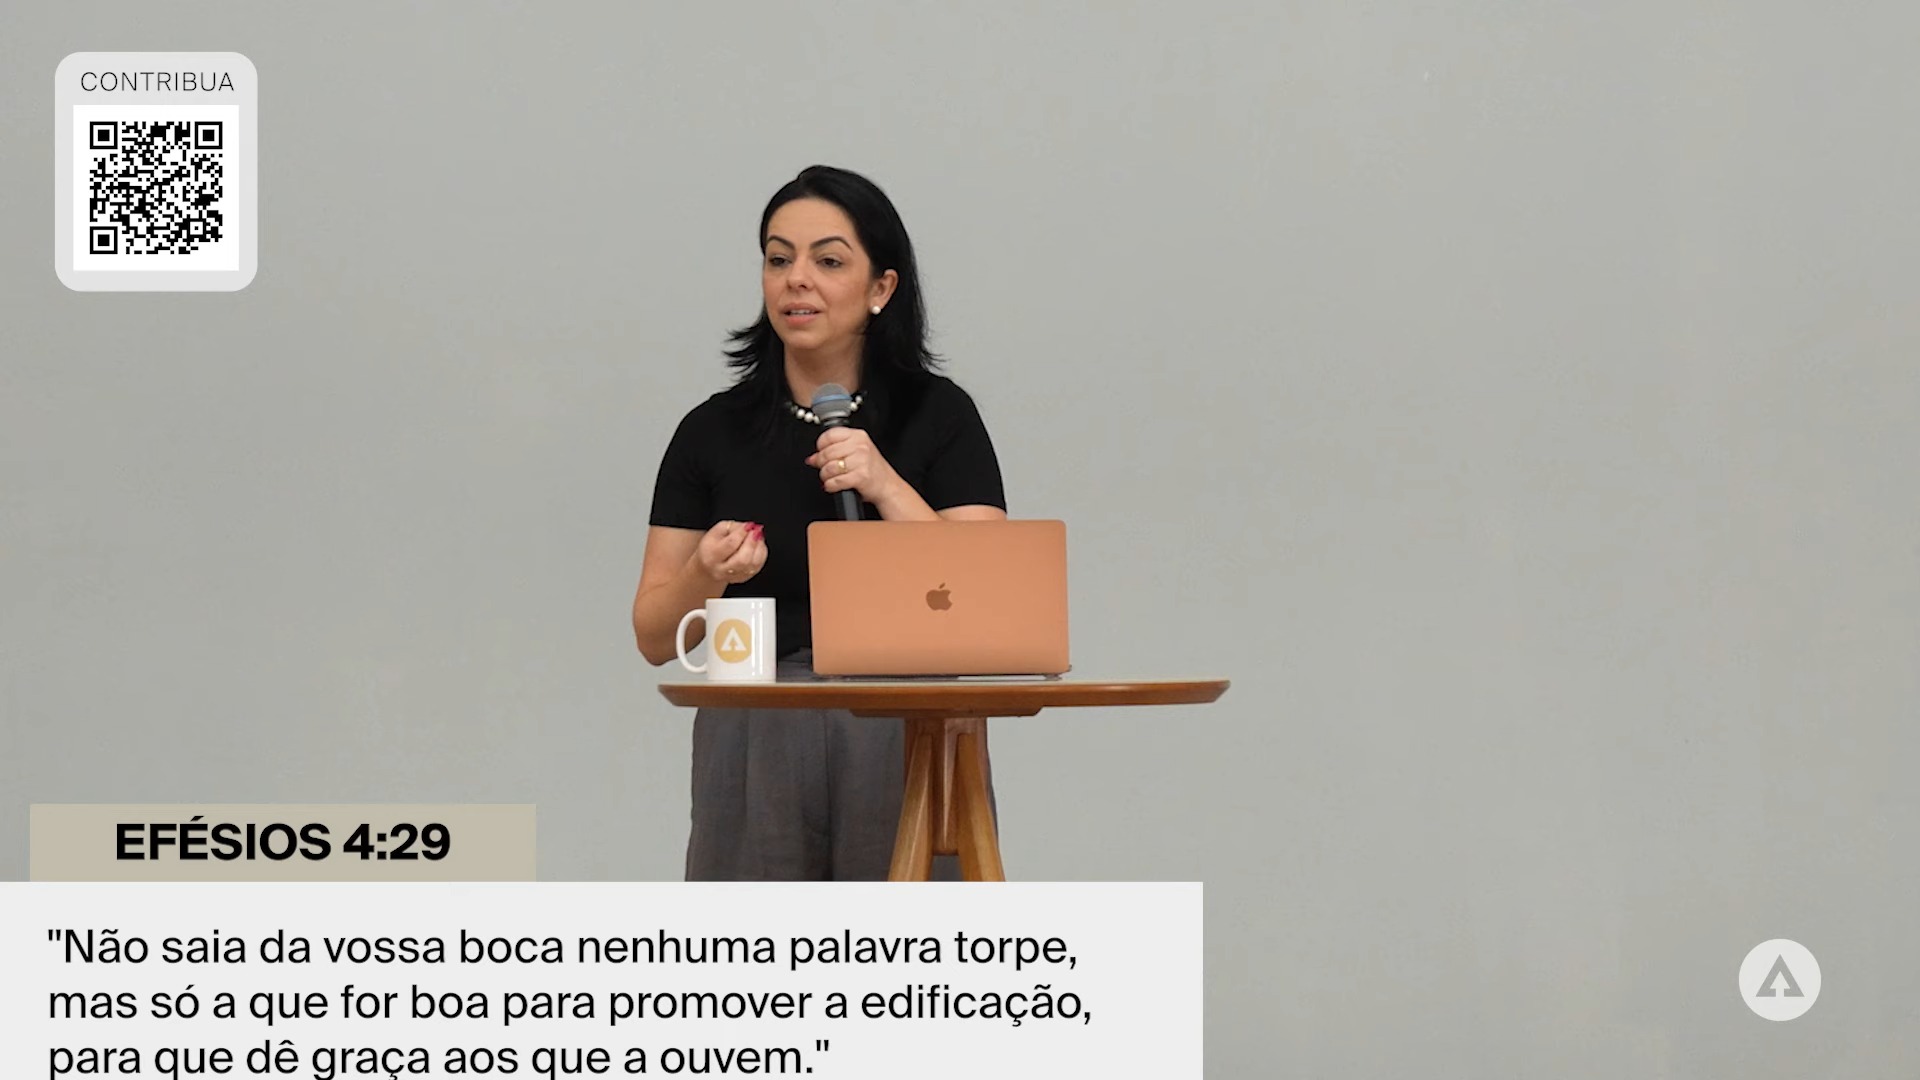 CONTRIBUA
EFÉSIOS 4:29
"Não saia da vossa boca nenhuma palavra torpe,
mas só a que for boa para promover a edificação,
para que dê graça aos que a ouvem."